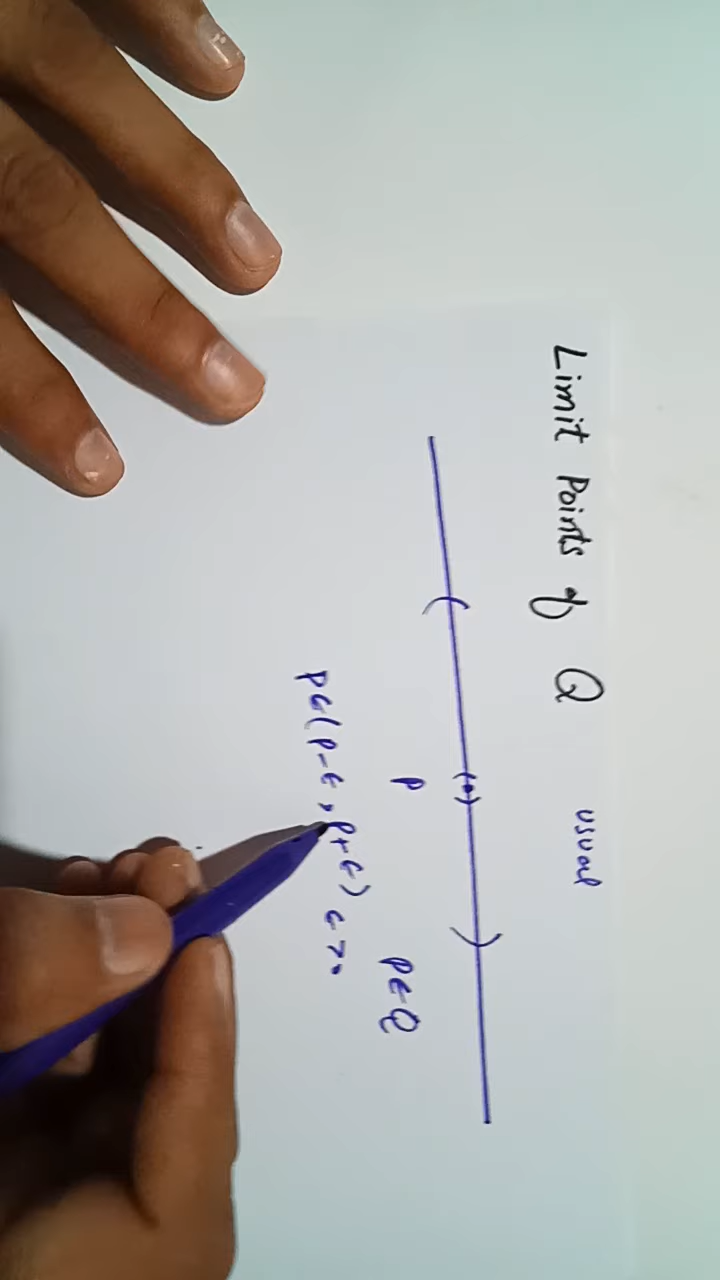 Limit Points of Q usual
P P∈Q
P∈(P-ϵ, P+ϵ) ϵ>0